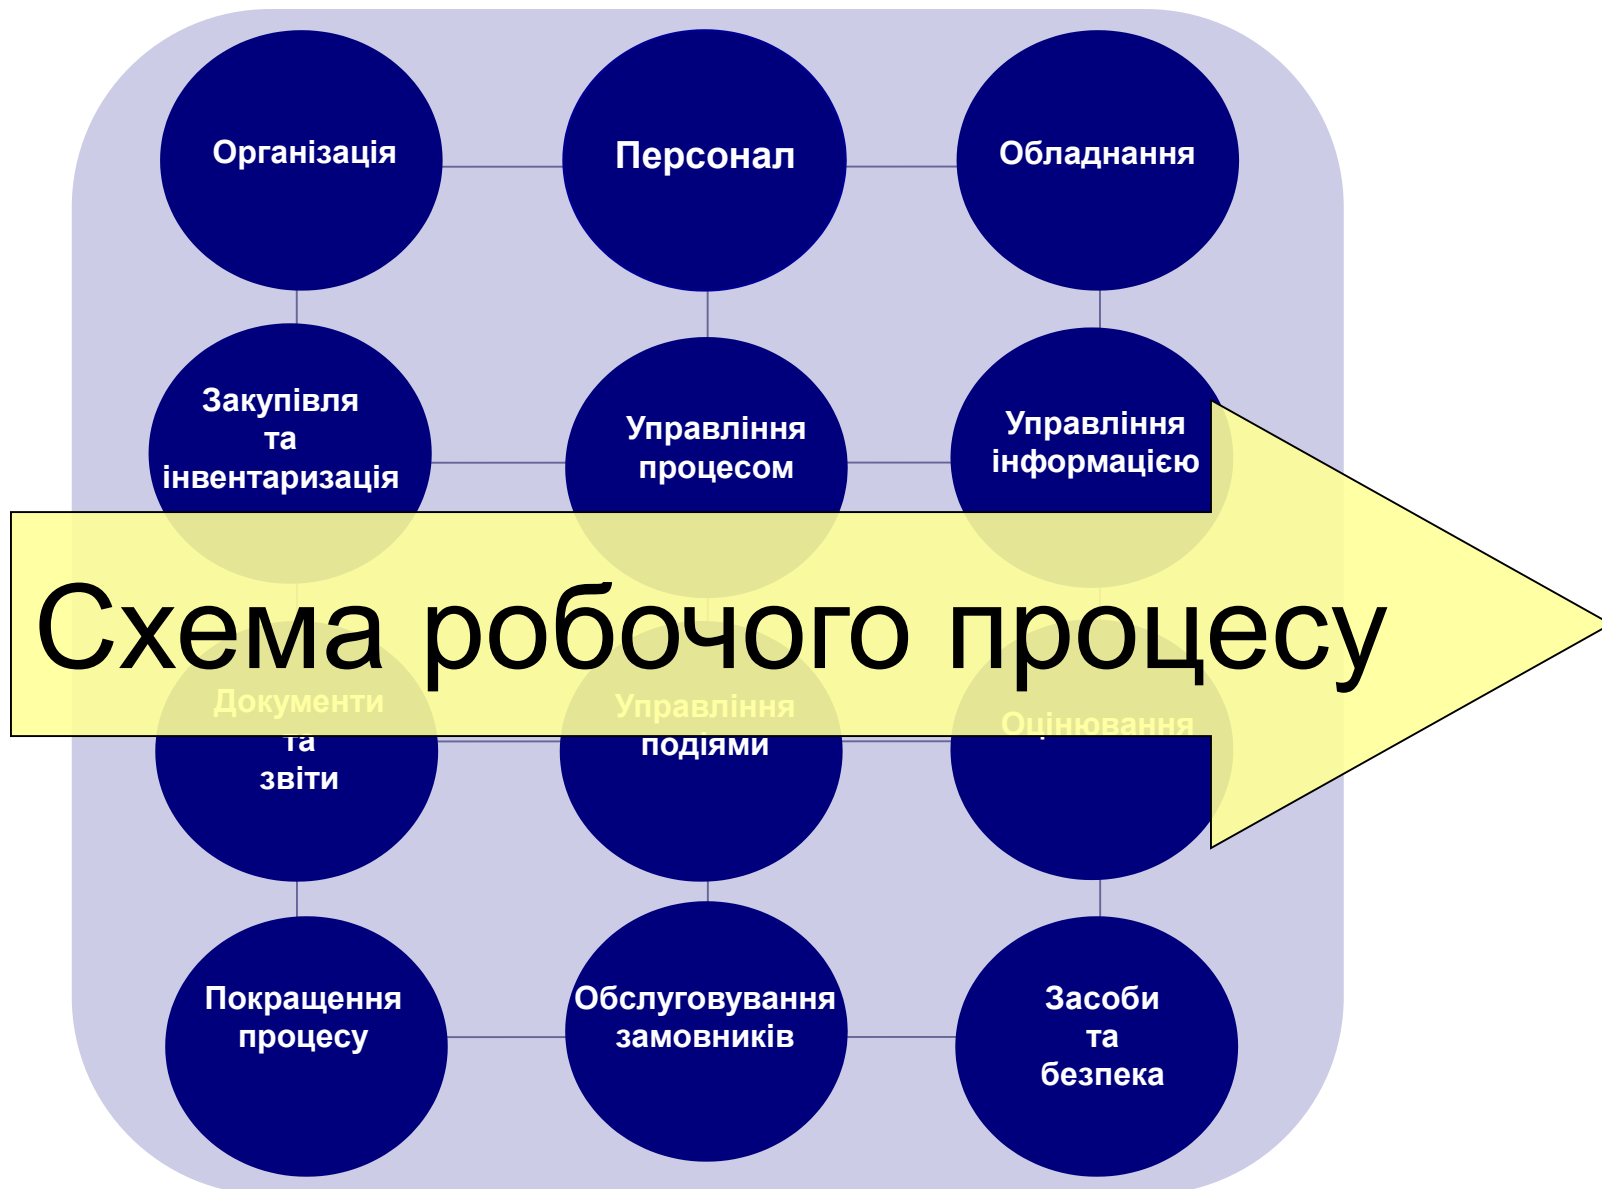 Організація
Персонал
Обладнання
Закупівля
та
інвентаризація
Управління
процесом
Управління
інформацією
Схема робочого процесу
Документи
та
звіти
Управління
подіями
Оцінювання
Покращення
процесу
Обслуговування
замовників
Засоби
та
безпека